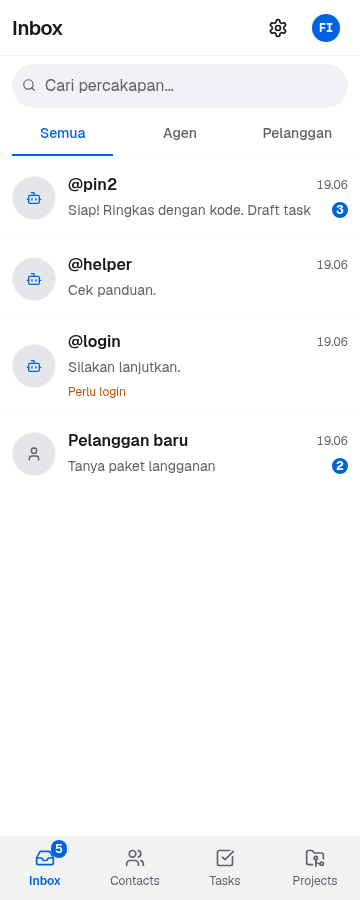 Inbox
FI
Cari percakapan...
Semua
Agen
Pelanggan
@pin2
19.06
Siap! Ringkas dengan kode. Draft task
3
@helper
19.06
Cek panduan.
@login
19.06
Silakan lanjutkan.
Perlu login
Pelanggan baru
19.06
Tanya paket langganan
2
5
Inbox
Contacts
Tasks
Projects